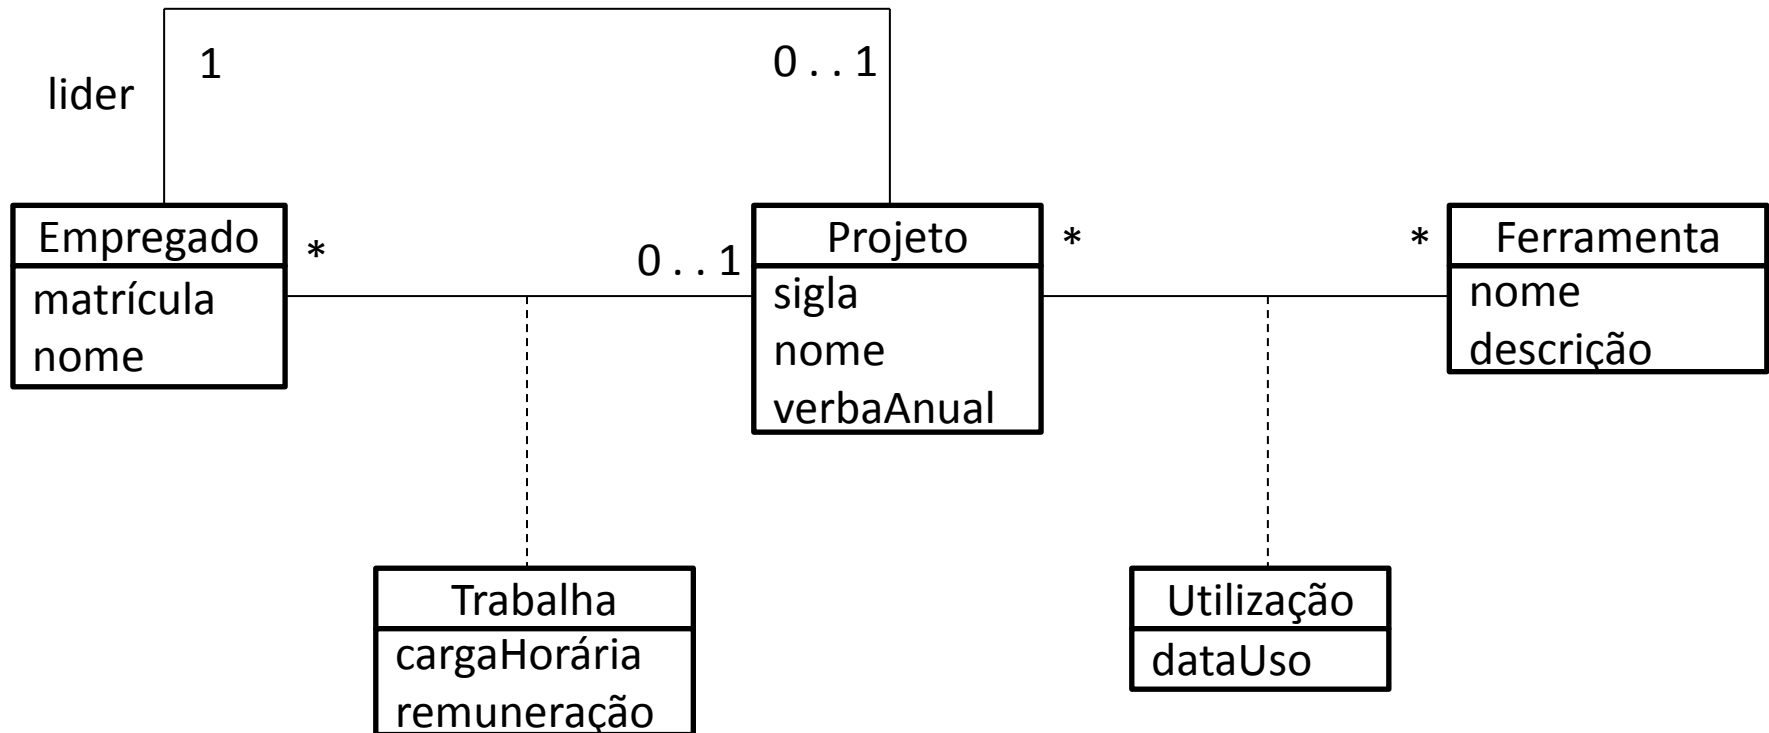 1
0 . . 1
lider
Empregado
matrícula
nome
*
0 . . 1
Projeto
sigla
nome
verbaAnual
*
*
Ferramenta
nome
descrição
Trabalha
cargaHorária
remuneração
Utilização
dataUso